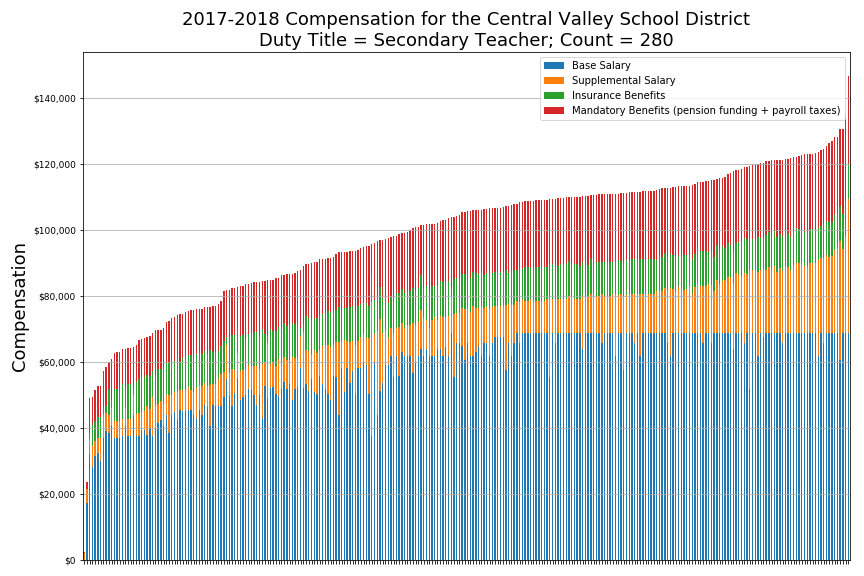 2017-2018 Compensation for the Central Valley School District
Duty Title = Secondary Teacher; Count = 280
Base Salary
Supplemental Salary
Insurance Benefits
Mandatory Benefits (pension funding + payroll taxes)
$140,000
$120,000
$100,000
$80,000
$60,000
$40,000
$20,000
$0
Compensation